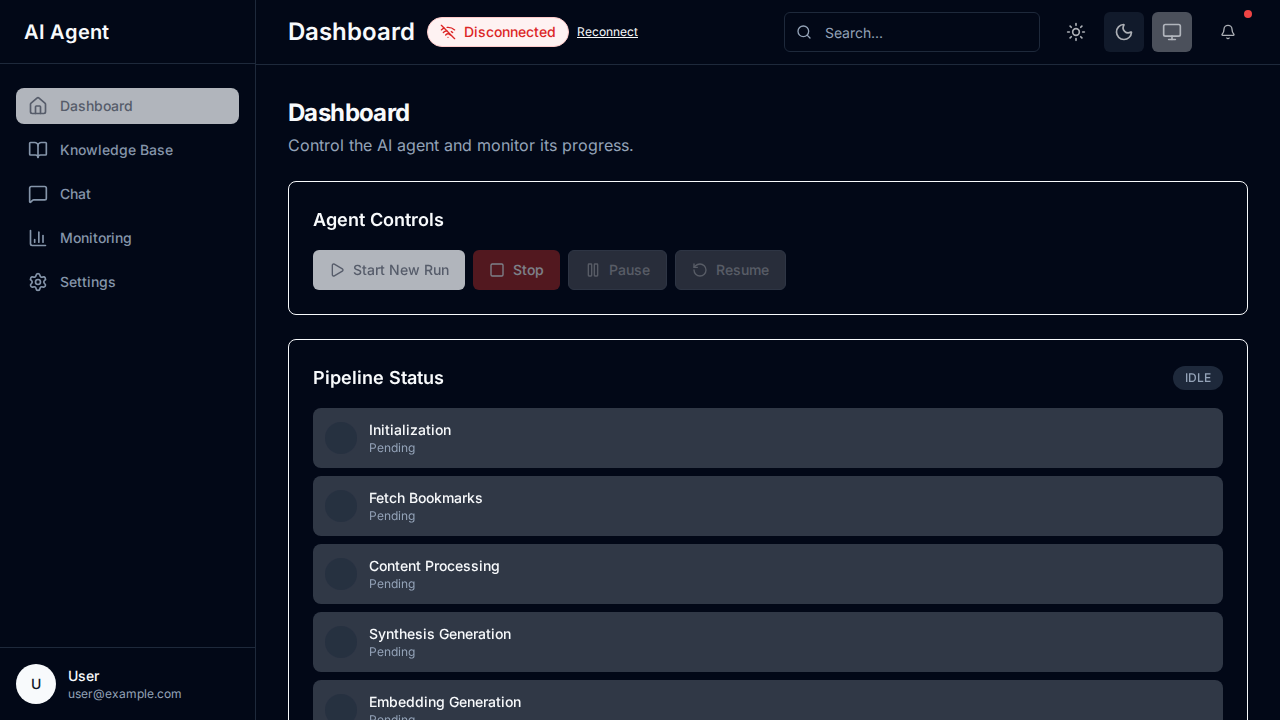 AI Agent
Dashboard
Knowledge Base
Chat
Monitoring
Settings
U
User
user@example.com
Dashboard
Disconnected
Reconnect
Search...
Dashboard
Control the AI agent and monitor its progress.
Agent Controls
Start New Run
Stop
Pause
Resume
Pipeline Status
IDLE
Initialization
Pending
Fetch Bookmarks
Pending
Content Processing
Pending
Synthesis Generation
Pending
Embedding Generation
Pending